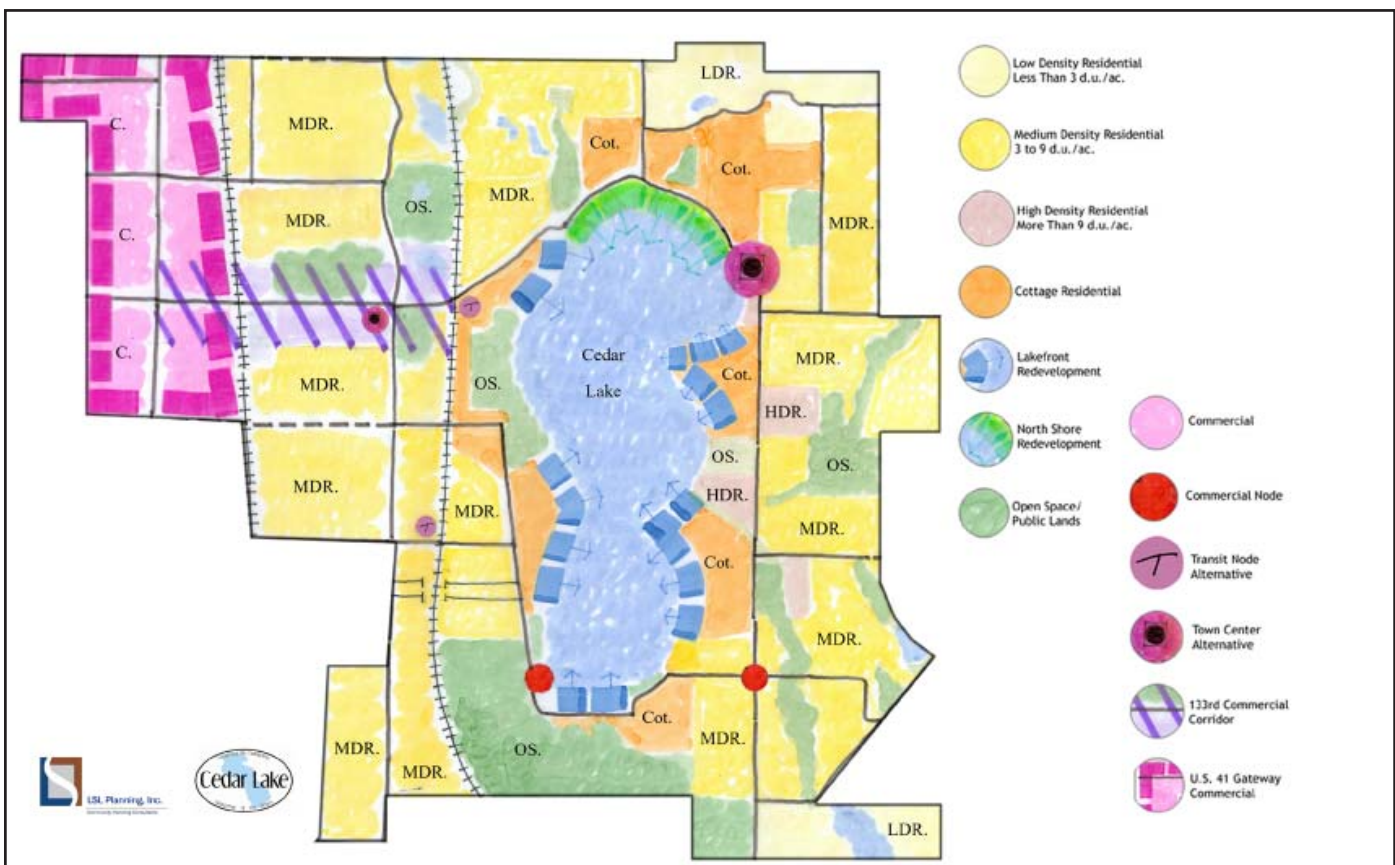 LDR.
C.
MDR.
Cot.
Cot.
MDR.
OS.
MDR.
MDR.
MDR.
C.
C.
Cedar
Lake
MDR.
Cot.
MDR.
OS.
HDR.
OS.
OS.
MDR.
HDR.
MDR.
MDR.
Cot.
MDR.
Cot.
MDR.
OS.
MDR.
MDR.
LDR.
Low Density Residential
Less Than 3 d.u./ac.
Medium Density Residential
3 to 9 d.u./ac.
High Density Residential
More Than 9 d.u./ac.
Cottage Residential
Lakefront
Redevelopment
North Shore
Redevelopment
Open Space/
Public Lands
Commercial
Commercial Node
Transit Node
Alternative
Town Center
Alternative
133rd Commercial
Corridor
U.S. 41 Gateway
Commercial
LSL Planning, Inc.
Community Planning Consultants
Cedar Lake